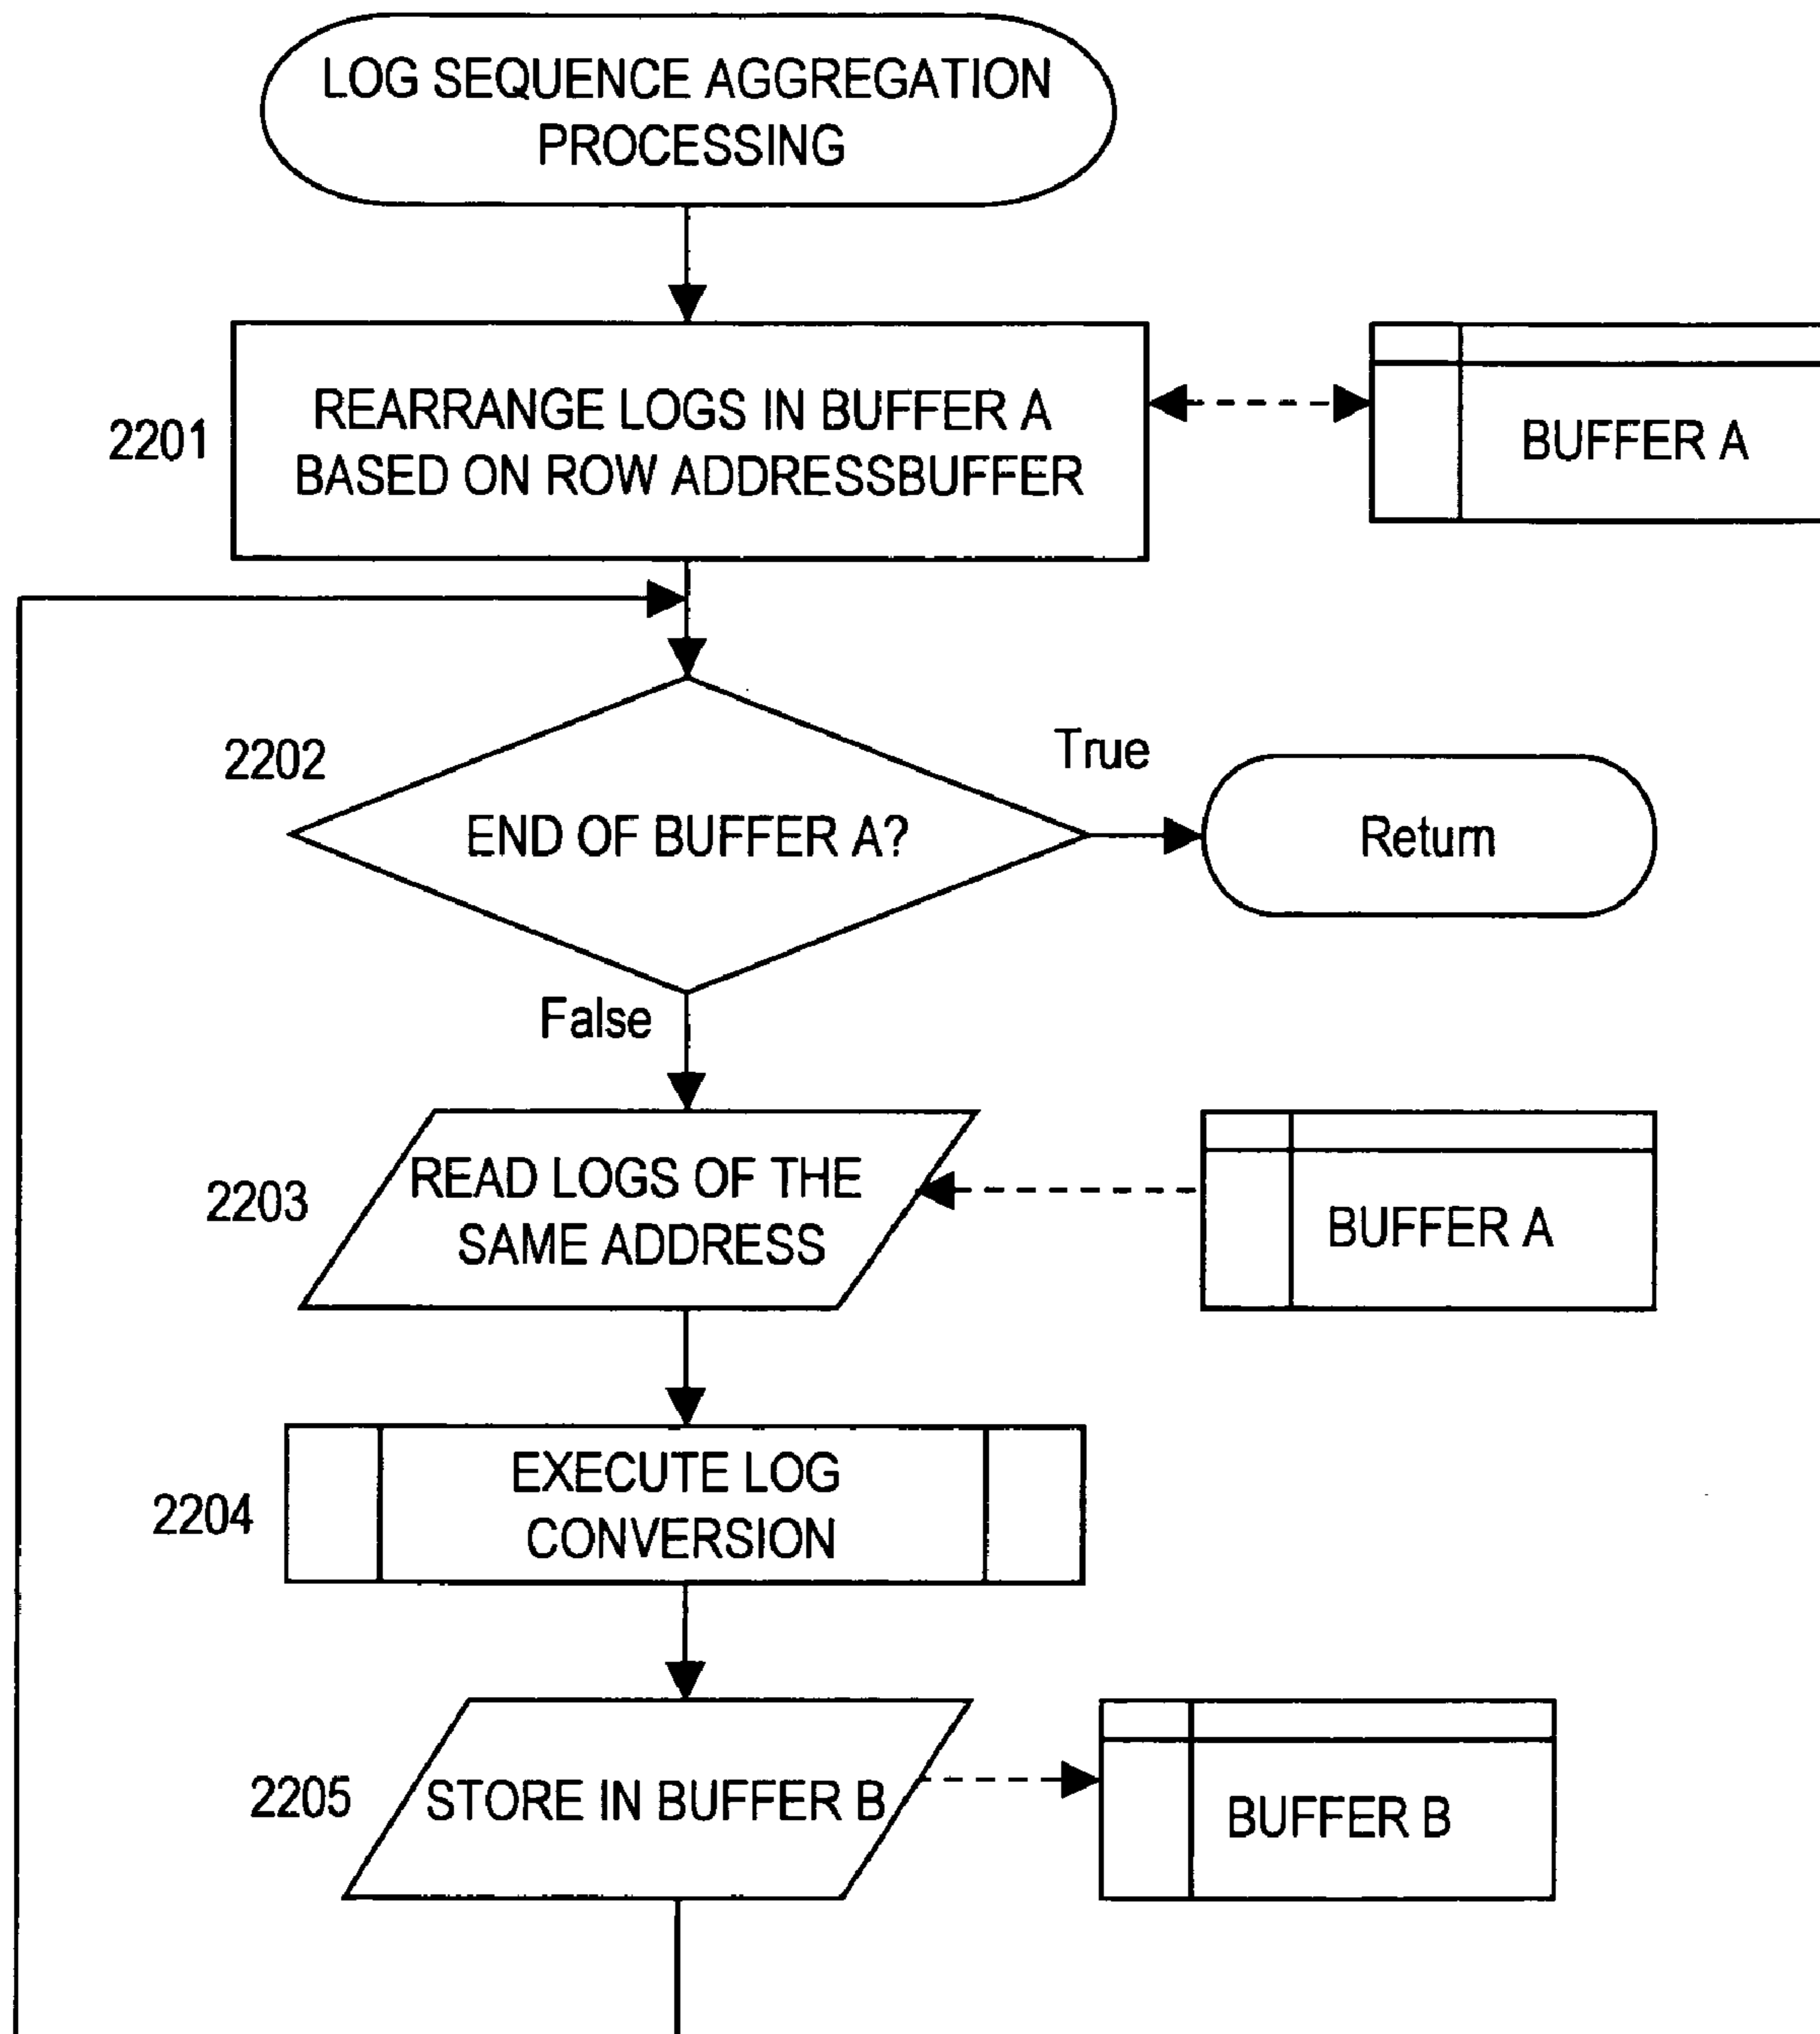 LOG SEQUENCE AGGREGATION
PROCESSING
2201
REARRANGE LOGS IN BUFFER A
BASED ON ROW ADDRESSBUFFER
BUFFER A
2202
END OF BUFFER A?
True
Return
False
2203
READ LOGS OF THE
SAME ADDRESS
BUFFER A
2204
EXECUTE LOG
CONVERSION
2205
STORE IN BUFFER B
BUFFER B